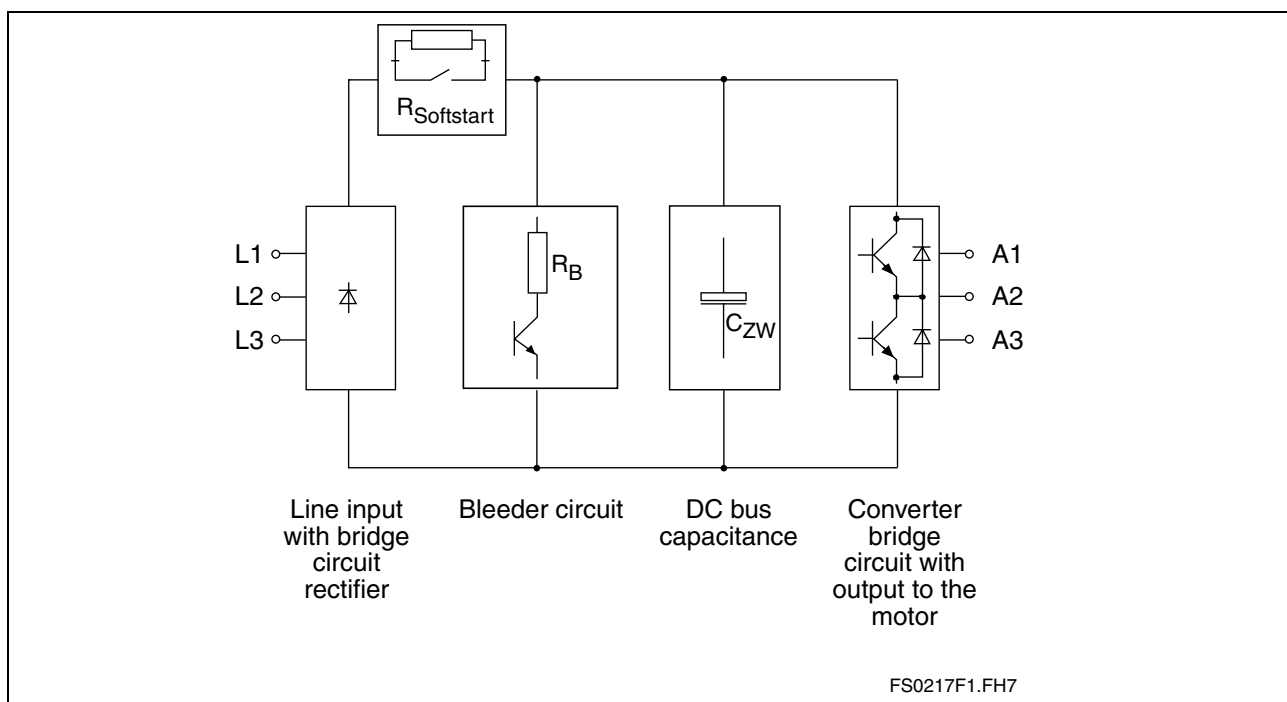 RSoftstart
L1
L2
L3
RB
CZW
A1
A2
A3
Line input
with bridge
circuit
rectifier
Bleeder circuit
DC bus
capacitance
Converter
bridge
circuit with
output to the
motor
FS0217F1.FH7